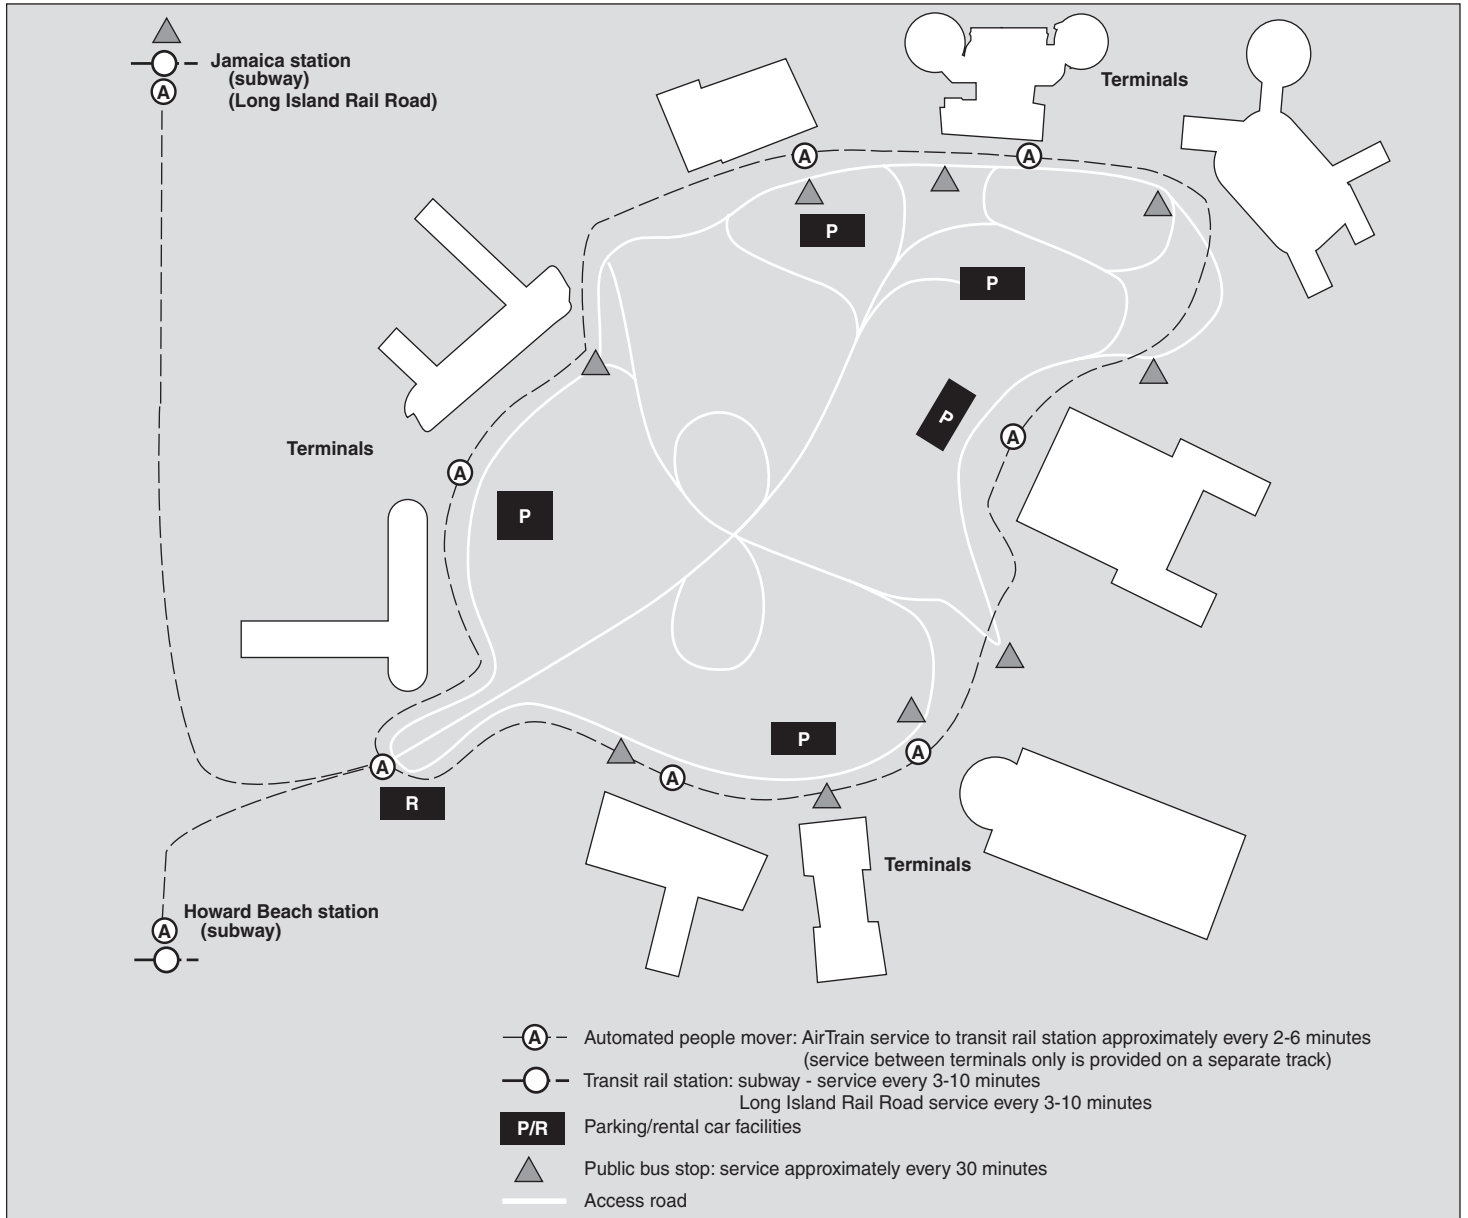 Jamaica station
(subway)
(Long Island Rail Road)
A
Terminals
A
A
P
P
P
Terminals
A
A
P
P
A
A
A
R
Terminals
Howard Beach station
(subway)
A
A Automated people mover: AirTrain service to transit rail station approximately every 2-6 minutes
(service between terminals only is provided on a separate track)
Transit rail station: subway - service every 3-10 minutes
Long Island Rail Road service every 3-10 minutes
P/R Parking/rental car facilities
Public bus stop: service approximately every 30 minutes
Access road